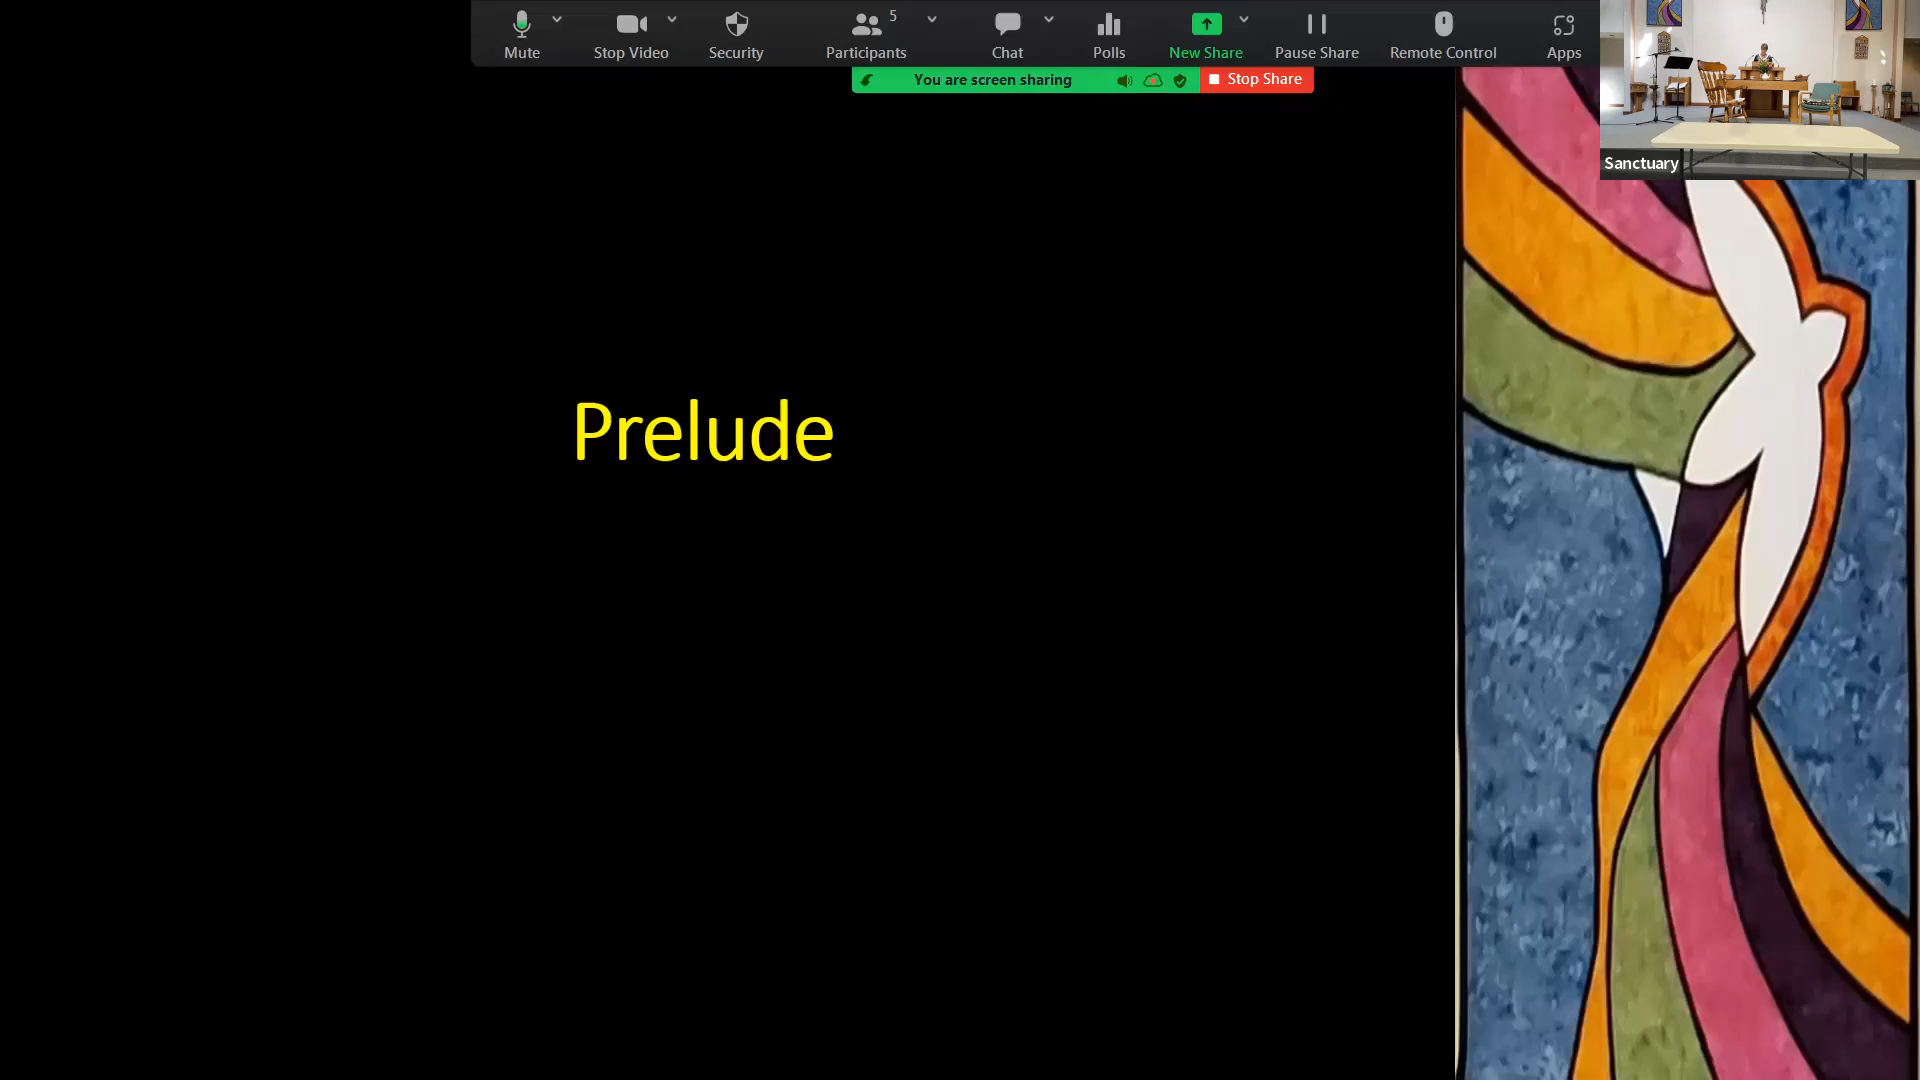 Mute
Stop Video
Security
Participants
5
Chat
Polls
New Share
Pause Share
Remote Control
Apps
You are screen sharing
Stop Share
Sanctuary
Prelude